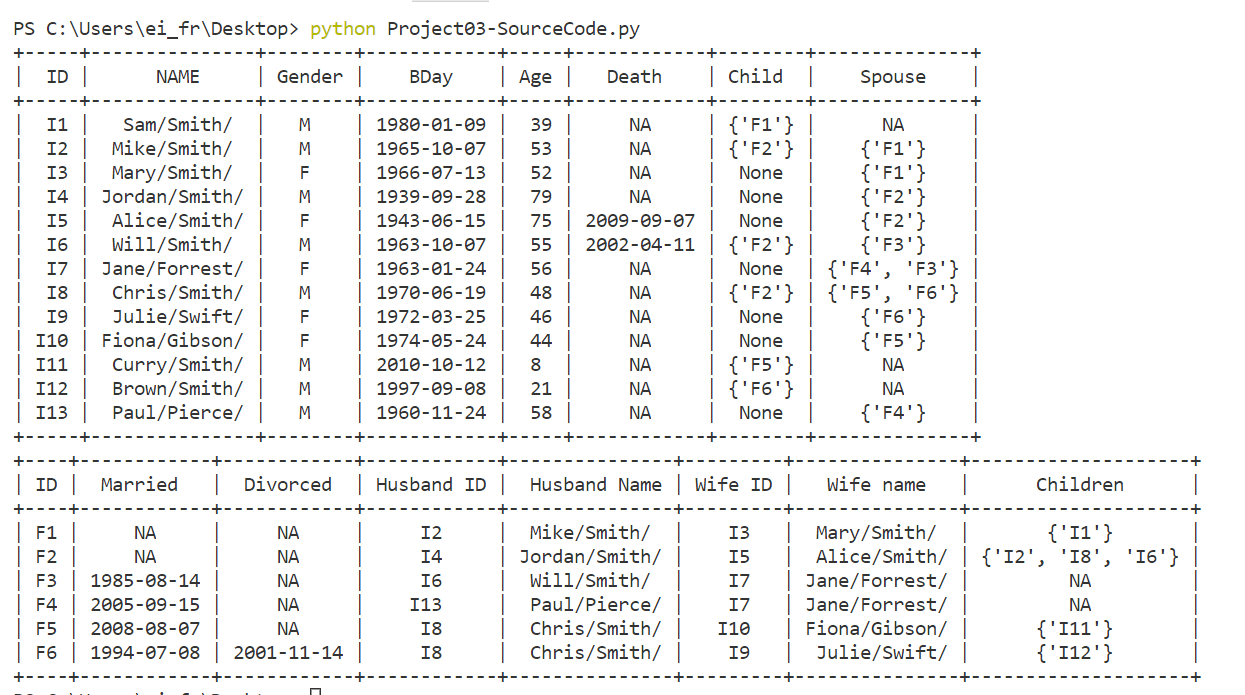 PS C:\Users\ei_fr\Desktop> python Project03-SourceCode.py
+-----+---------------+--------+------------+-----+------------+--------+--------------+
|  ID |      NAME     | Gender |    BDay    | Age |   Death    | Child  |    Spouse    |
+-----+---------------+--------+------------+-----+------------+--------+--------------+
|  I1 |   Sam/Smith/  |   M    | 1980-01-09 |  39 |     NA     | {'F1'} |      NA      |
|  I2 |  Mike/Smith/  |   M    | 1965-10-07 |  53 |     NA     | {'F2'} |    {'F1'}    |
|  I3 |  Mary/Smith/  |   F    | 1966-07-13 |  52 |     NA     |  None  |    {'F1'}    |
|  I4 | Jordan/Smith/ |   M    | 1939-09-28 |  79 |     NA     |  None  |    {'F2'}    |
|  I5 |  Alice/Smith/ |   F    | 1943-06-15 |  75 | 2009-09-07 |  None  |    {'F2'}    |
|  I6 |  Will/Smith/  |   M    | 1963-10-07 |  55 | 2002-04-11 | {'F2'} |    {'F3'}    |
|  I7 | Jane/Forrest/ |   F    | 1963-01-24 |  56 |     NA     |  None  | {'F4', 'F3'} |
|  I8 |  Chris/Smith/ |   M    | 1970-06-19 |  48 |     NA     | {'F2'} | {'F5', 'F6'} |
|  I9 |  Julie/Swift/ |   F    | 1972-03-25 |  46 |     NA     |  None  |    {'F6'}    |
| I10 | Fiona/Gibson/ |   F    | 1974-05-24 |  44 |     NA     |  None  |    {'F5'}    |
| I11 |  Curry/Smith/ |   M    | 2010-10-12 |  8  |     NA     | {'F5'} |      NA      |
| I12 |  Brown/Smith/ |   M    | 1997-09-08 |  21 |     NA     | {'F6'} |      NA      |
| I13 |  Paul/Pierce/ |   M    | 1960-11-24 |  58 |     NA     |  None  |    {'F4'}    |
+-----+---------------+--------+------------+-----+------------+--------+--------------+
+----+------------+------------+------------+---------------+---------+---------------+--------------------+
| ID |  Married   |  Divorced  | Husband ID |  Husband Name | Wife ID |   Wife name   |      Children      |
+----+------------+------------+------------+---------------+---------+---------------+--------------------+
| F1 |     NA     |     NA     |     I2     |  Mike/Smith/  |    I3   |  Mary/Smith/  |       {'I1'}       |
| F2 |     NA     |     NA     |     I4     | Jordan/Smith/ |    I5   |  Alice/Smith/ | {'I2', 'I8', 'I6'} |
| F3 | 1985-08-14 |     NA     |     I6     |  Will/Smith/  |    I7   | Jane/Forrest/ |         NA         |
| F4 | 2005-09-15 |     NA     |    I13     |  Paul/Pierce/ |    I7   | Jane/Forrest/ |         NA         |
| F5 | 2008-08-07 |     NA     |     I8     |  Chris/Smith/ |   I10   | Fiona/Gibson/ |      {'I11'}       |
| F6 | 1994-07-08 | 2001-11-14 |     I8     |  Chris/Smith/ |    I9   |  Julie/Swift/ |      {'I12'}       |
+----+------------+------------+------------+---------------+---------+---------------+--------------------+